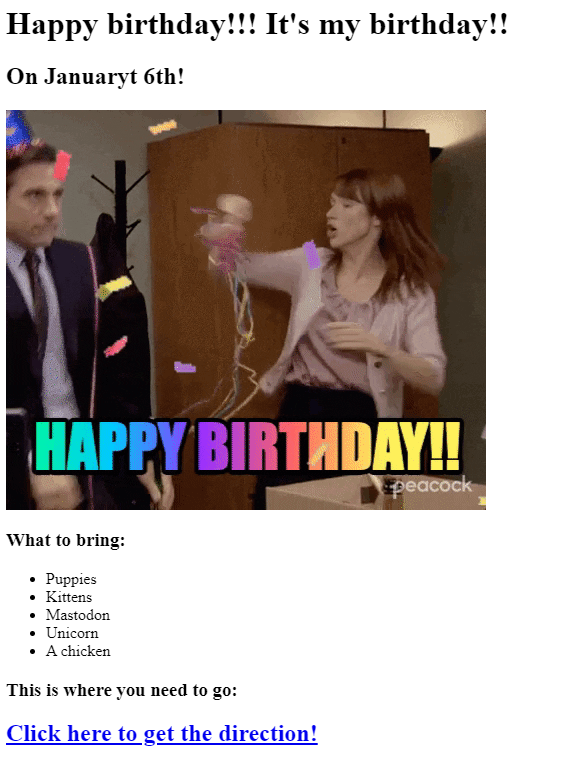 Happy birthday!!! It's my birthday!!
On Januaryt 6th!
HAPPY BIRTHDAY!!
peacock
What to bring:
Puppies
Kittens
Mastodon
Unicorn
A chicken
This is where you need to go:
Click here to get the direction!